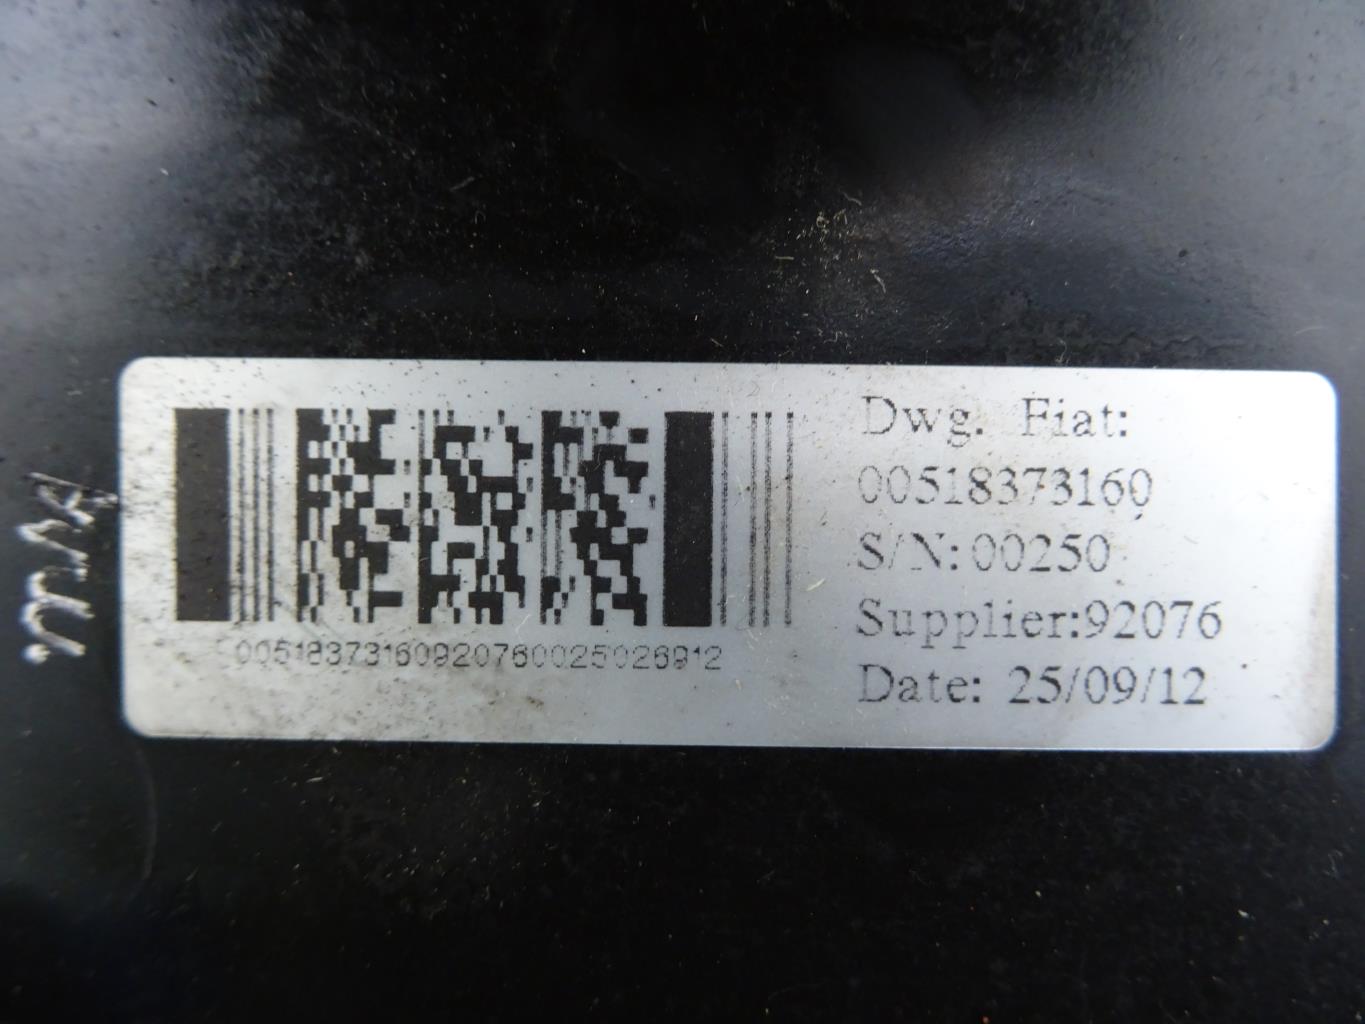 Dwg. Fiat:
00518373160
S/N: 00250
Supplier:92076
Date: 25/09/12
00518373160920760025026912